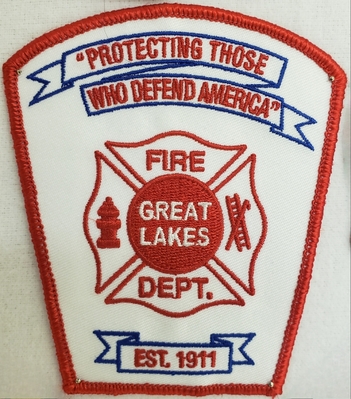 "PROTECTING THOSE
WHO DEFEND AMERICA"
FIRE
GREAT
LAKES
DEPT.
EST. 1911